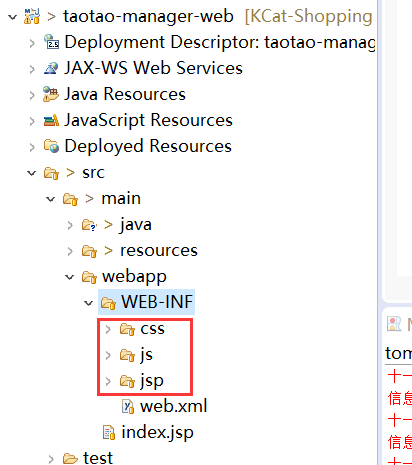 > taotao-manager-web [KCat-Shopping
Deployment Descriptor: taotao-manag
JAX-WS Web Services
Java Resources
JavaScript Resources
Deployed Resources
> src
> main
> java
> resources
webapp
WEB-INF
css
js
jsp
web.xml
index.jsp
test
tom
十一
信息
十一
信息
十一
信息
十一